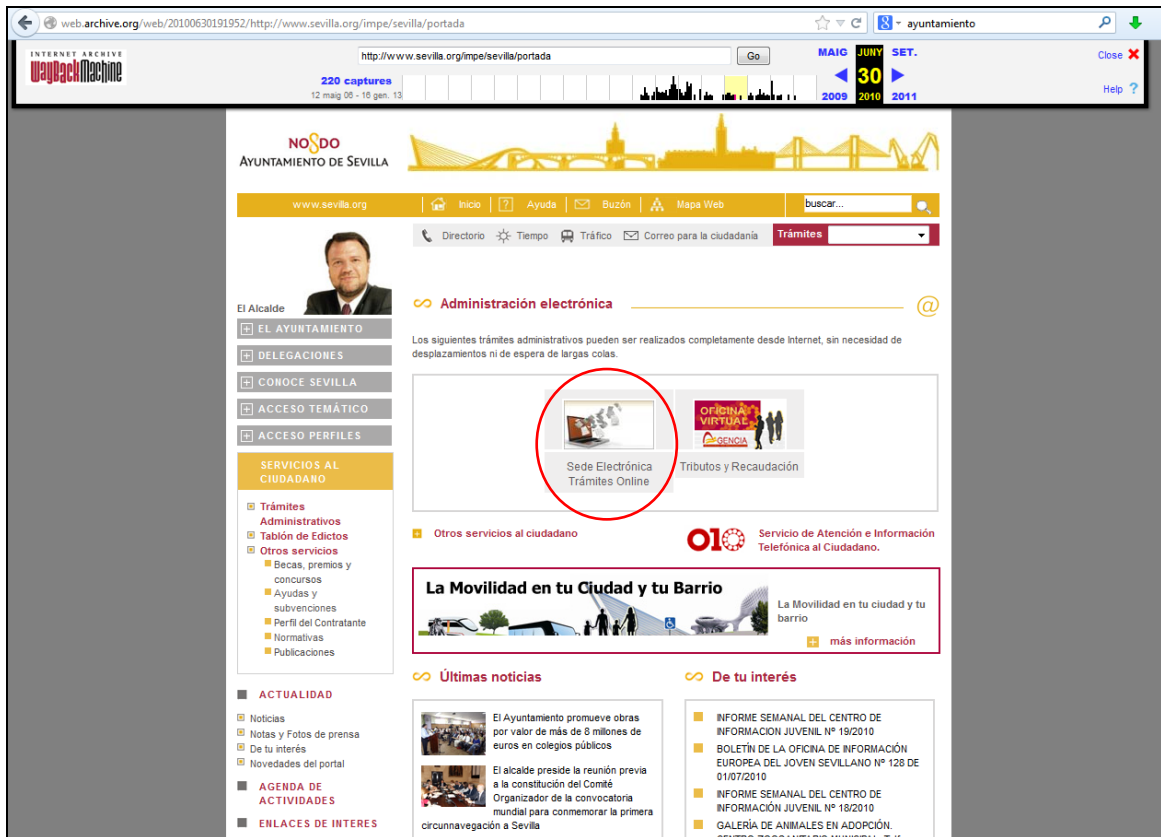 web.archive.org/web/20100630191952/http://www.sevilla.org/impe/sevilla/portada
ayuntamiento
INTERNET ARCHIVE
WayBackMachine
http://www.sevilla.org/impe/sevilla/portada
Go
MAIG JUNY SET.
Close
220 captures
30
12 maig 05 - 16 gen. 13
2009 2010 2011
Help ?
NO8DO
AYUNTAMIENTO DE SEVILLA
www.sevilla.org
Inicio
? Ayuda
Buzón
Mapa Web
buscar...
Directorio
Tiempo
Tráfico
Correo para la ciudadanía
Trámites
El Alcalde
EL AYUNTAMIENTO
DELEGACIONES
CONOCE SEVILLA
ACCESO TEMÁTICO
ACCESO PERFILES
SERVICIOS AL
CIUDADANO
Trámites
Administrativos
Tablón de Edictos
Otros servicios
Becas, premios y
concursos
Ayudas y
subvenciones
Perfil del Contratante
Normativas
Publicaciones
ACTUALIDAD
Noticias
Notas y Fotos de prensa
De tu interés
Novedades del portal
AGENDA DE
ACTIVIDADES
ENLACES DE INTERES
Administración electrónica
@
Los siguientes trámites administrativos pueden ser realizados completamente desde Internet, sin necesidad de
desplazamientos ni de espera de largas colas.
Sede Electrónica
Trámites Online
OFICINA
VIRTUAL
AGENCIA
Tributos y Recaudación
Otros servicios al ciudadano
010
Servicio de Atención e Información
Telefónica al Ciudadano.
La Movilidad en tu Ciudad y tu Barrio
La Movilidad en tu ciudad y tu
barrio
más información
Últimas noticias
El Ayuntamiento promueve obras
por valor de más de 8 millones de
euros en colegios públicos
El alcalde preside la reunión previa
a la constitución del Comité
Organizador de la convocatoria
mundial para conmemorar la primera
circunnavegación a Sevilla
De tu interés
INFORME SEMANAL DEL CENTRO DE
INFORMACION JUVENIL Nº 19/2010
BOLETÍN DE LA OFICINA DE INFORMACIÓN
EUROPEA DEL JOVEN SEVILLANO Nº 128 DE
01/07/2010
INFORME SEMANAL DEL CENTRO DE
INFORMACIÓN JUVENIL Nº 18/2010
GALERÍA DE ANIMALES EN ADOPCIÓN.